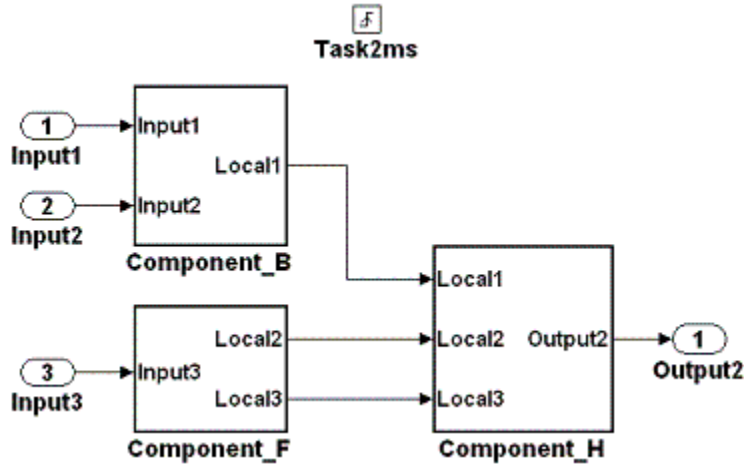 Task2ms
1
Input1
Input1
Local1
2
Input2
Input2
Component_B
Local1
Local2
Local2
Output2
1
Output2
3
Input3
Input3
Local3
Local3
Component_F
Component_H